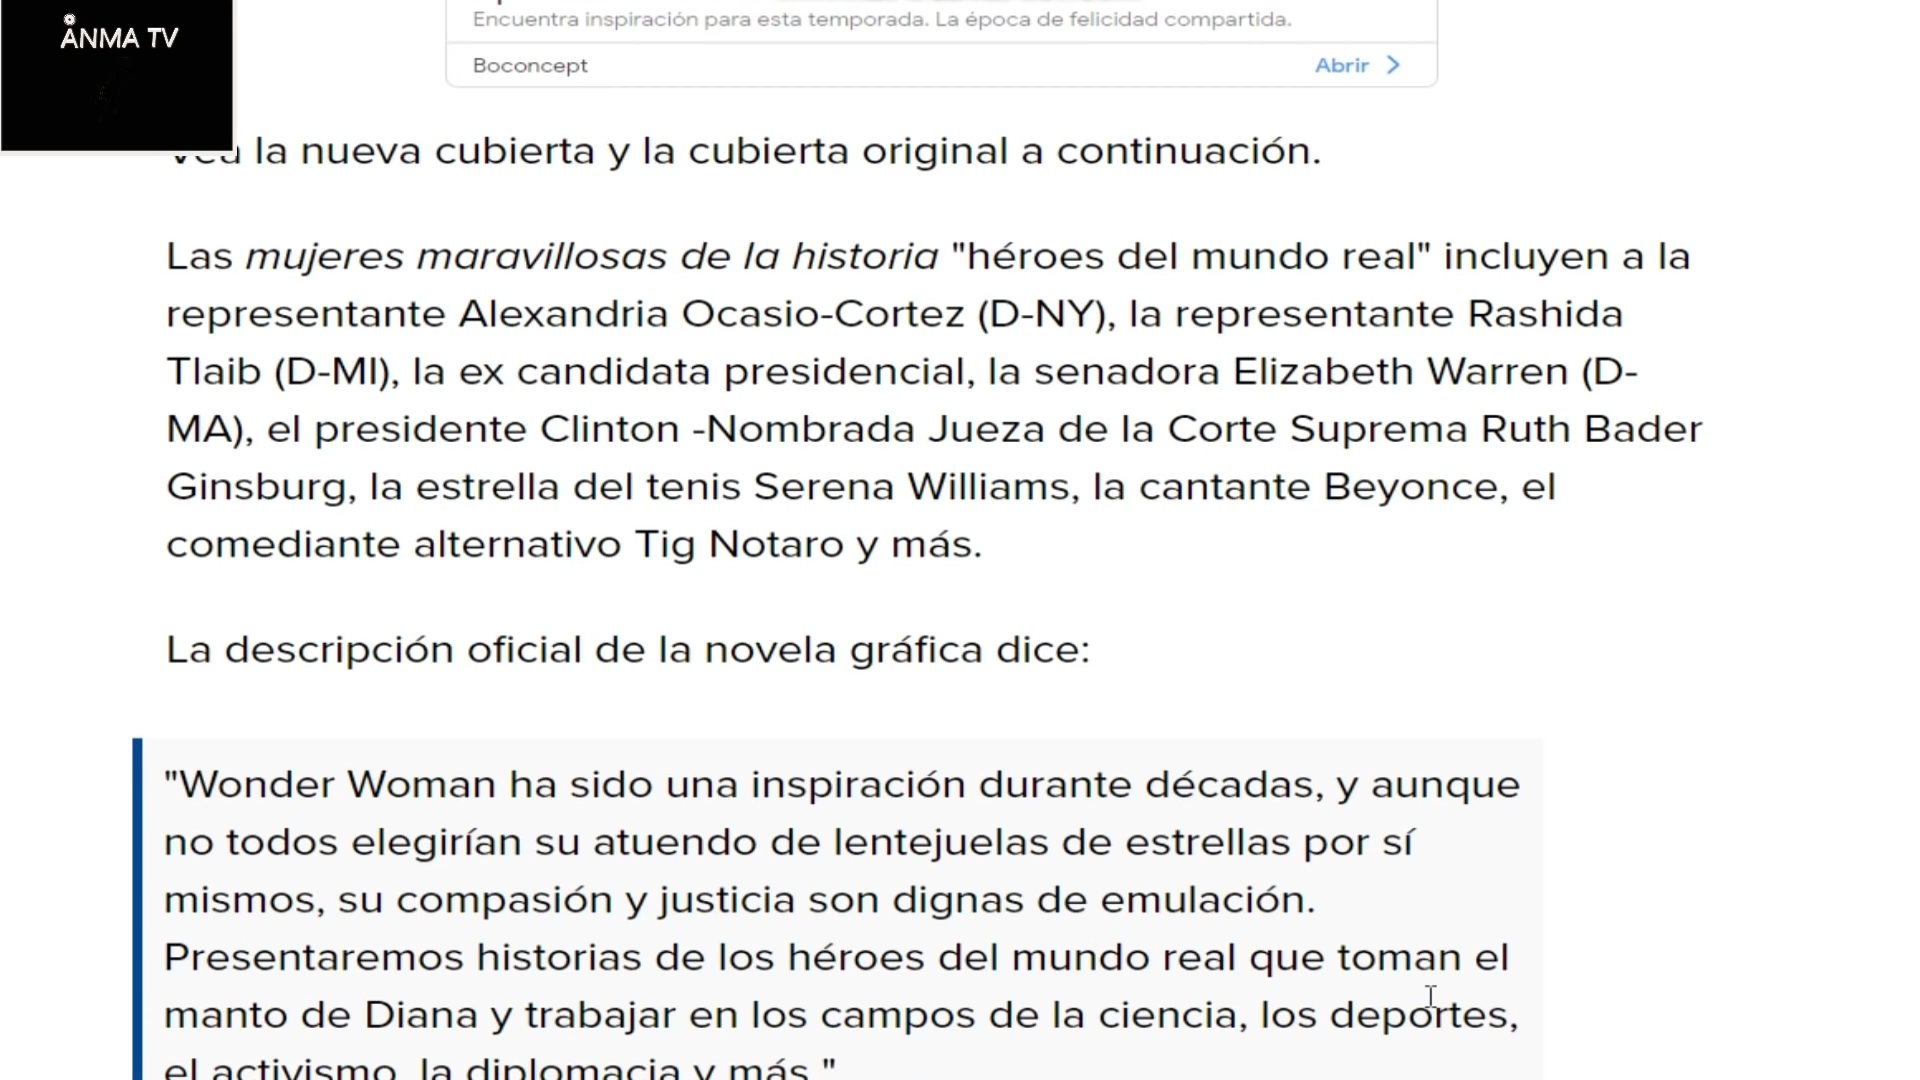 ÅNMA TV
Encuentra inspiración para esta temporada. La época de felicidad compartida.
Boconcept
Abrir
Vea la nueva cubierta y la cubierta original a continuación.
Las mujeres maravillosas de la historia "héroes del mundo real" incluyen a la
representante Alexandria Ocasio-Cortez (D-NY), la representante Rashida
Tlaib (D-MI), la ex candidata presidencial, la senadora Elizabeth Warren (D-
MA), el presidente Clinton -Nombrada Jueza de la Corte Suprema Ruth Bader
Ginsburg, la estrella del tenis Serena Williams, la cantante Beyonce, el
comediante alternativo Tig Notaro y más.
La descripción oficial de la novela gráfica dice:
"Wonder Woman ha sido una inspiración durante décadas, y aunque
no todos elegirían su atuendo de lentejuelas de estrellas por sí
mismos, su compasión y justicia son dignas de emulación.
Presentaremos historias de los héroes del mundo real que toman el
manto de Diana y trabajar en los campos de la ciencia, los deportes,
el activismo, la diplomacia y más."